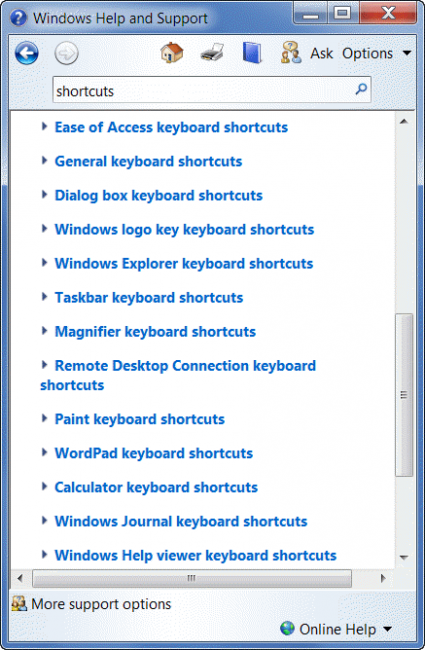 Windows Help and Support
Ask Options
shortcuts
Ease of Access keyboard shortcuts
General keyboard shortcuts
Dialog box keyboard shortcuts
Windows logo key keyboard shortcuts
Windows Explorer keyboard shortcuts
Taskbar keyboard shortcuts
Magnifier keyboard shortcuts
Remote Desktop Connection keyboard
shortcuts
Paint keyboard shortcuts
WordPad keyboard shortcuts
Calculator keyboard shortcuts
Windows Journal keyboard shortcuts
Windows Help viewer keyboard shortcuts
More support options
Online Help